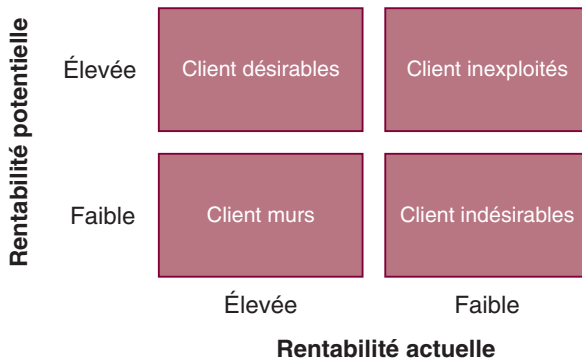 Rentabilité potentielle
Élevée
Client désirables
Client inexploités
Faible
Client murs
Client indésirables
Élevée
Faible
Rentabilité actuelle